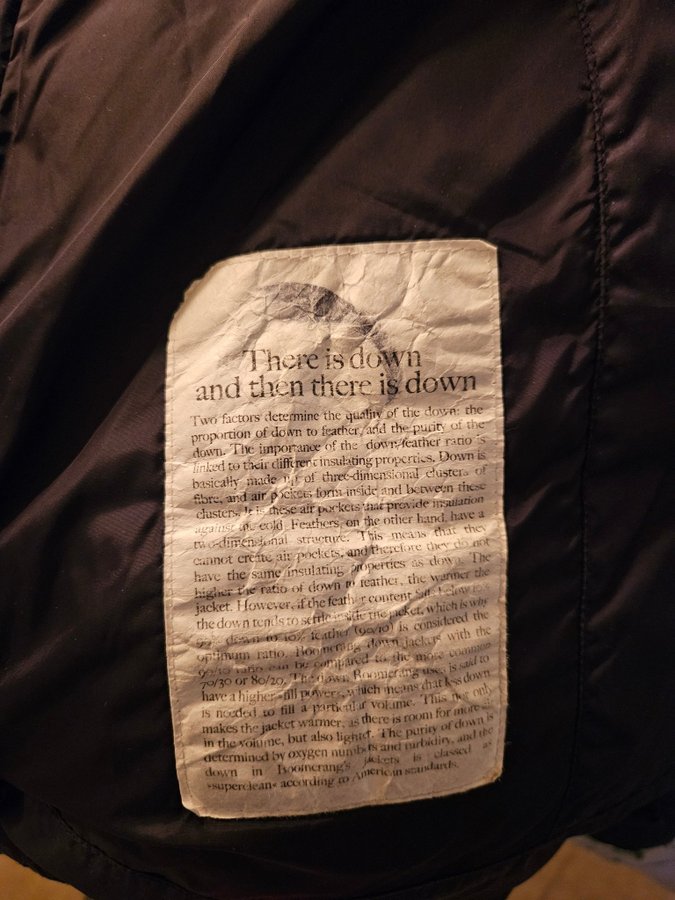 There is down
and then there is down
Two factors determine the quality of the down: the
proportion of down to feather, and the purity of the
down. The importance of the down/feather ratio is
linked to their different insulating properties. Down is
basically made up of three-dimensional clusters of
fibre, and air pockets form inside and between these
clusters. It is these air pockets that provide insulation
against the cold. Feathers, on the other hand, have a
two-dimensional structure. This means that they
cannot create air pockets, and therefore they do not
have the same insulating properties as down. The
higher the ratio of down to feather, the warmer the
jacket. However, if the feather content falls below 10%
the down tends to settle inside the jacket, which is why
90% down to 10% feather (90/10) is considered the
optimum ratio. Boomerang down jackets with the
90/10 ratio can be compared to the more common
70/30 or 80/20. The down Boomerang uses is said to
have a higher »fill power«, which means that less down
is needed to fill a particular volume. This not only
makes the jacket warmer, as there is room for more air
in the volume, but also lighter. The purity of down is
determined by oxygen numbers and turbidity, and the
down in Boomerang's jackets is classed as
»superclean« according to American standards.